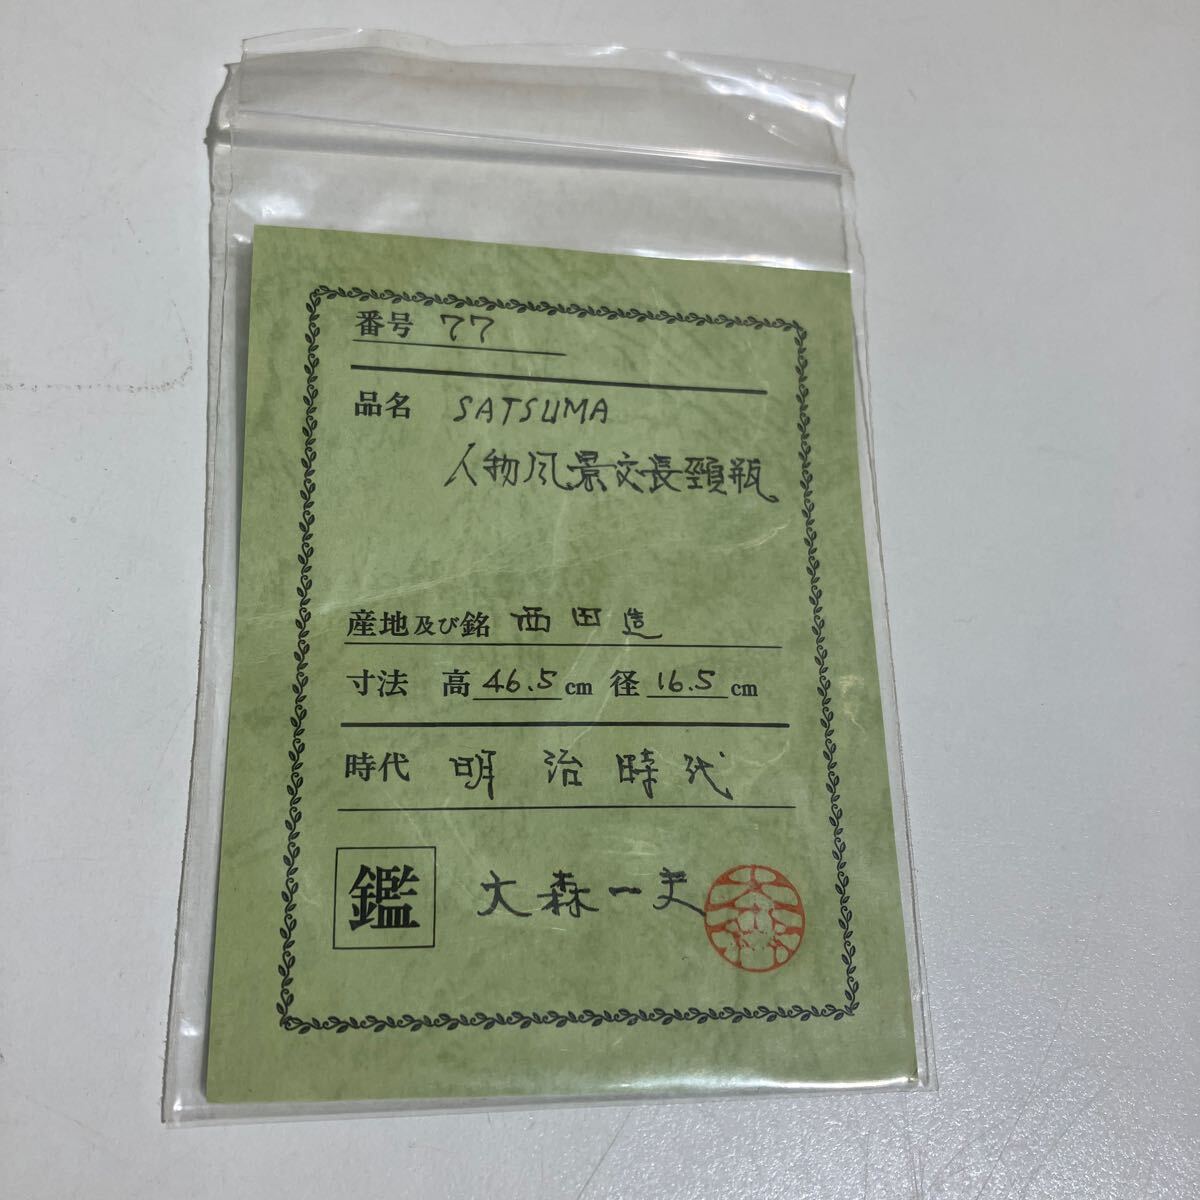 番号 77
品名 SATSUMA
人物風景文長頸瓶
産地及び銘 西田造
寸法 高 46.5 cm 径 16.5 cm
時代 明治時代
鑑 大森一夫